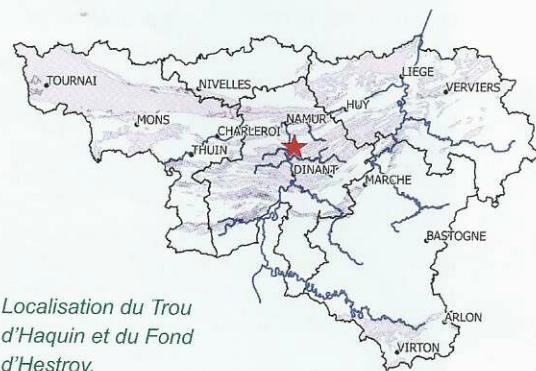 LIEGE
TOURNAI
NIVELLES
VERVIERS
HUY
MONS
NAMUR
CHARLEROI
THUIN
DINANT
MARCHE
BASTOGNE
Localisation du Trou
d'Haquin et du Fond
d'Hestroy.
ARLON
VIRTON